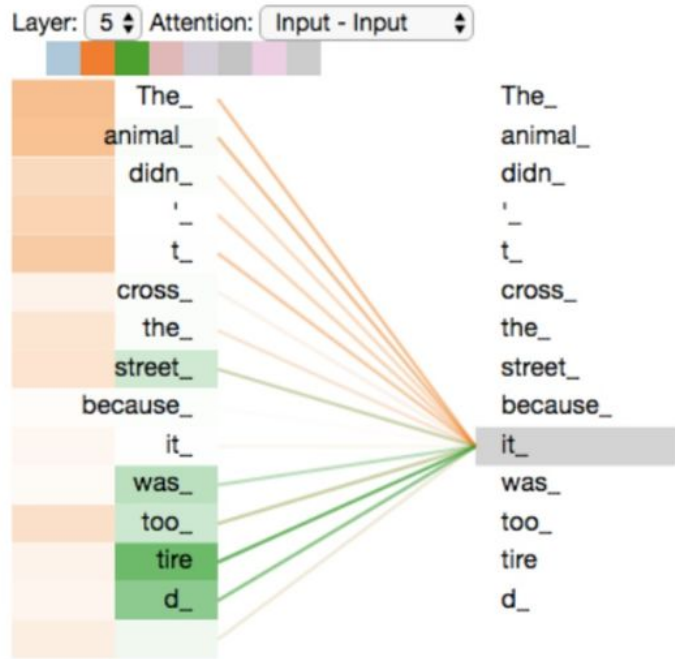 Layer: 5 Attention: Input - Input
The_ The_
animal_ animal_
didn_ didn_
'_ '_
t_ t_
cross_ cross_
the_ the_
street_ street_
because_ because_
it_ it_
was_ was_
too_ too_
tire tire
d_ d_